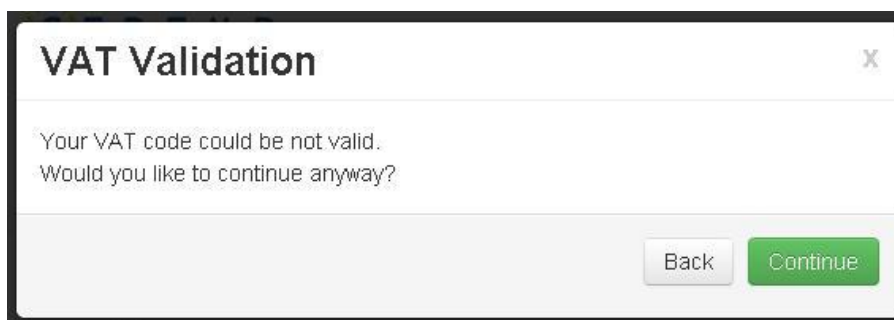 VAT Validation
x
Your VAT code could be not valid.
Would you like to continue anyway?
Back
Continue